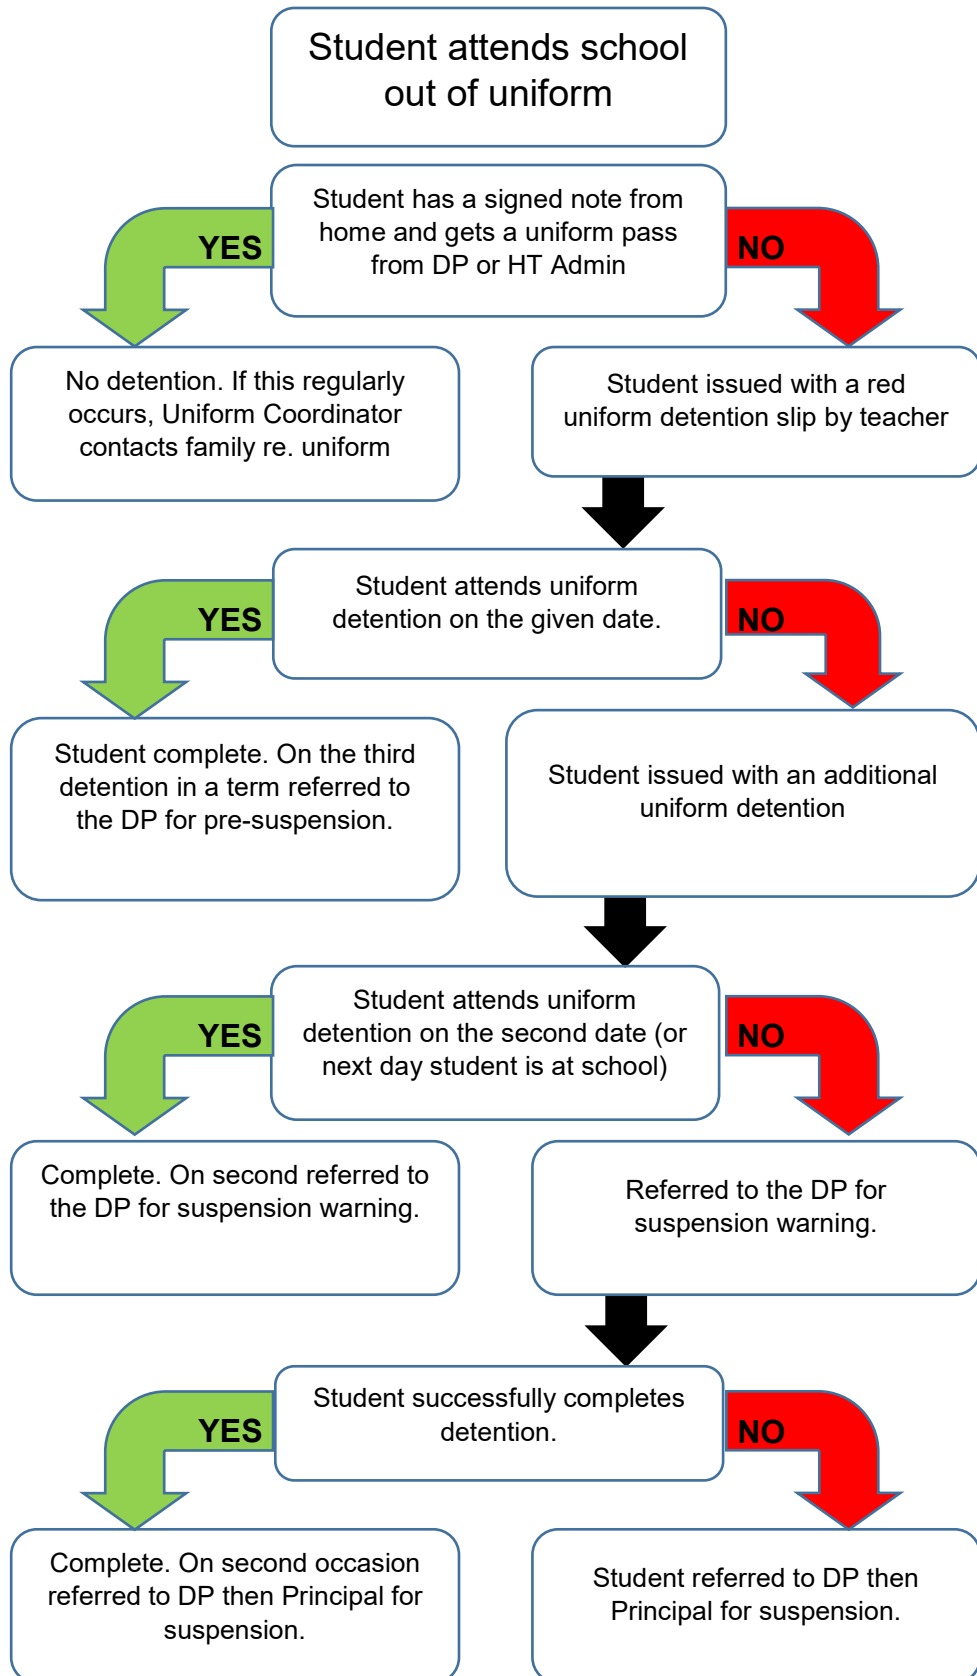 Student attends school
out of uniform
Student has a signed note from
home and gets a uniform pass
from DP or HT Admin
YES
NO
No detention. If this regularly
occurs, Uniform Coordinator
contacts family re. uniform
Student issued with a red
uniform detention slip by teacher
Student attends uniform
detention on the given date.
YES
NO
Student complete. On the third
detention in a term referred to
the DP for pre-suspension.
Student issued with an additional
uniform detention
Student attends uniform
detention on the second date (or
next day student is at school)
YES
NO
Complete. On second referred to
the DP for suspension warning.
Referred to the DP for
suspension warning.
Student successfully completes
detention.
YES
NO
Complete. On second occasion
referred to DP then Principal for
suspension.
Student referred to DP then
Principal for suspension.